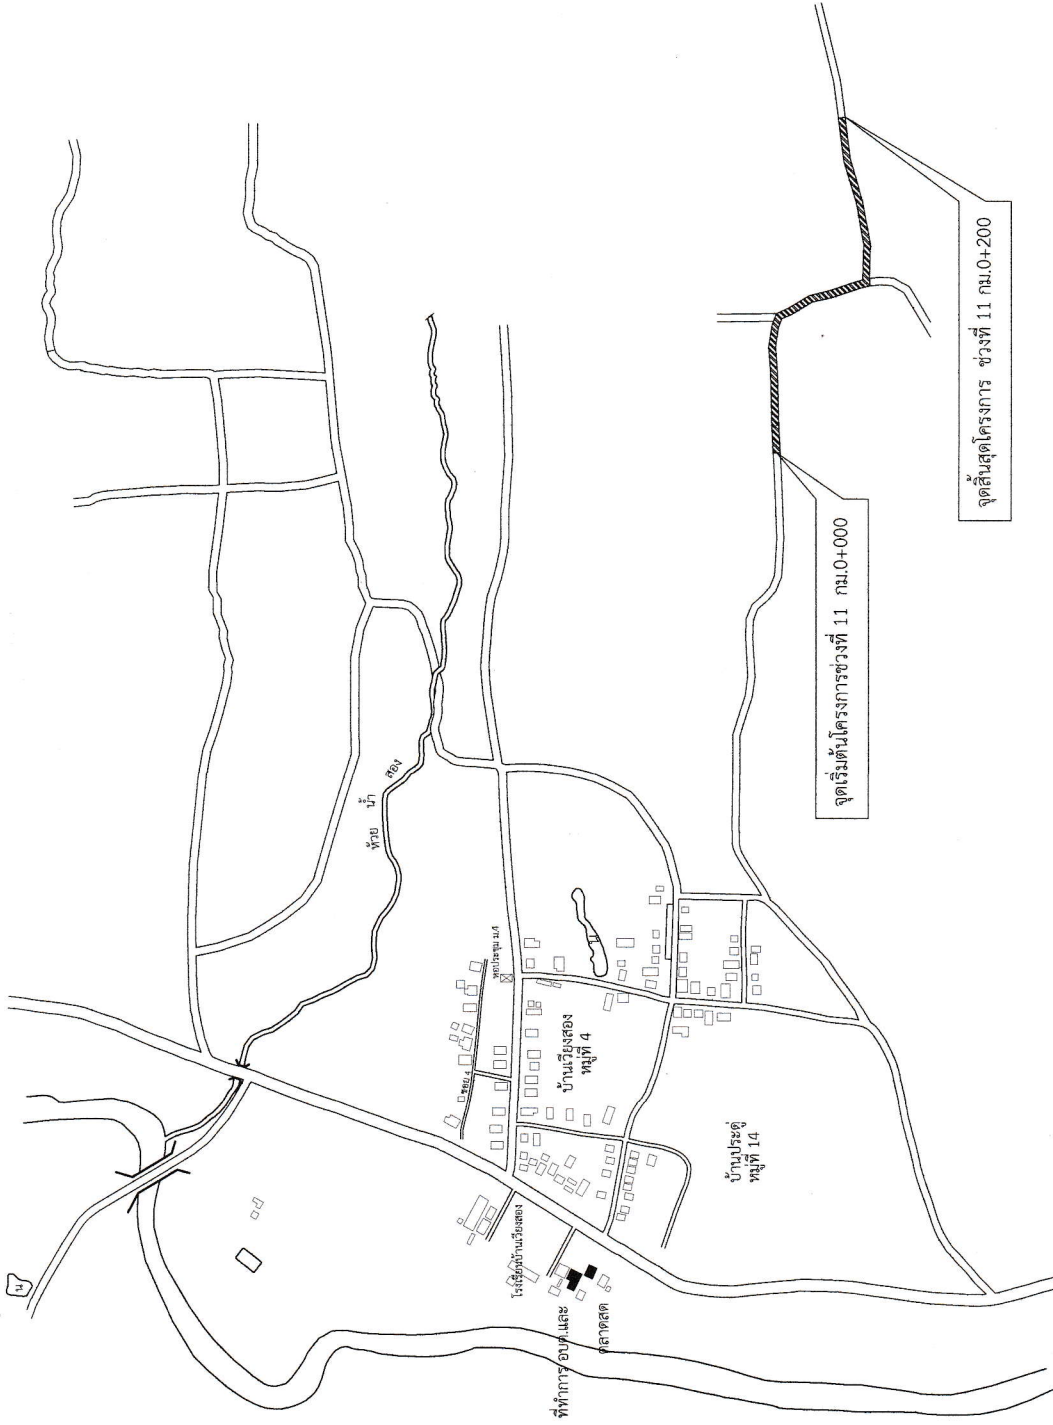 น
ห้วย น้ำ สอง
หอประชุม ม.4
ซอย 4
น
บ้านเวียงสอง
หมู่ที่ 4
บ้านประดู่
หมู่ที่ 14
โรงเรียนบ้านเวียงสอง
ที่ทำการ อบต.และ
ตลาดสด
จุดเริ่มต้นโครงการช่วงที่ 11 กม.0+000
จุดสิ้นสุดโครงการ ช่วงที่ 11 กม.0+200